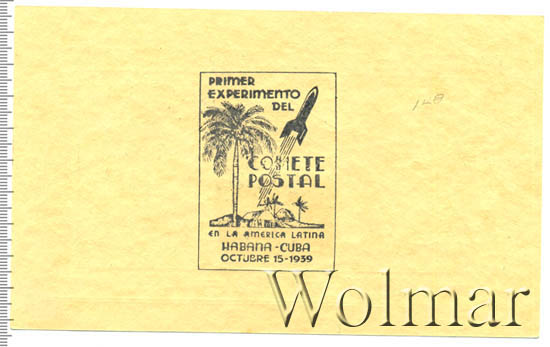 PRIMER
EXPERIMENTO
DEL
COHETE
POSTAL
EN LA AMERICA LATINA
HABANA-CUBA
OCTUBRE 15-1939
Wolmar